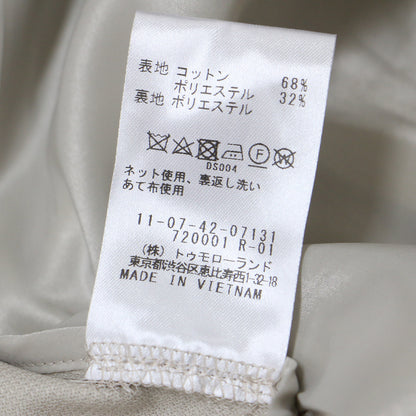 表地 コットン 68%
ポリエステル 32%
裏地 ポリエステル
DS004
ネット使用、裏返し洗い
あて布使用
11-07-42-07131
720001 R-01
(株) トゥモローランド
東京都渋谷区恵比寿西1-32-18
MADE IN VIETNAM